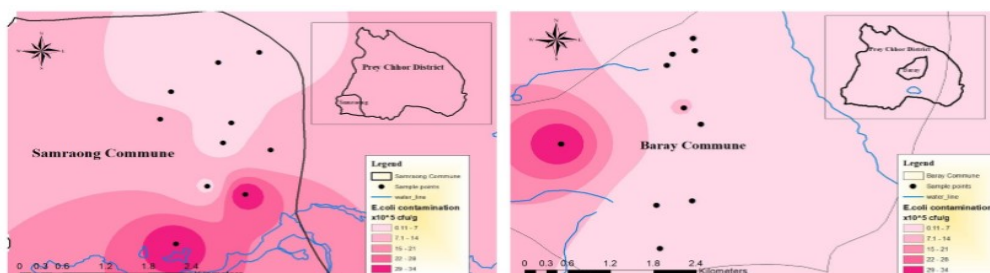 Prey Chhor District
Samraong
Samraong Commune
Legend
Samraong Commune
Sample points
water_line
E.coli contamination
x10^5 cfu/g
0.11 - 7
7.1 - 14
15 - 21
22 - 28
29 - 34
0 0.3 0.6 1.2 1.8 2.4
Prey Chhor District
Baray
Baray Commune
Legend
Baray Commune
Sample points
water_line
E.coli contamination
x10^5 cfu/g
0.11 - 7
7.1 - 14
15 - 21
22 - 28
29 - 34
0 0.3 0.6 1.2 1.8 2.4
Kilometers